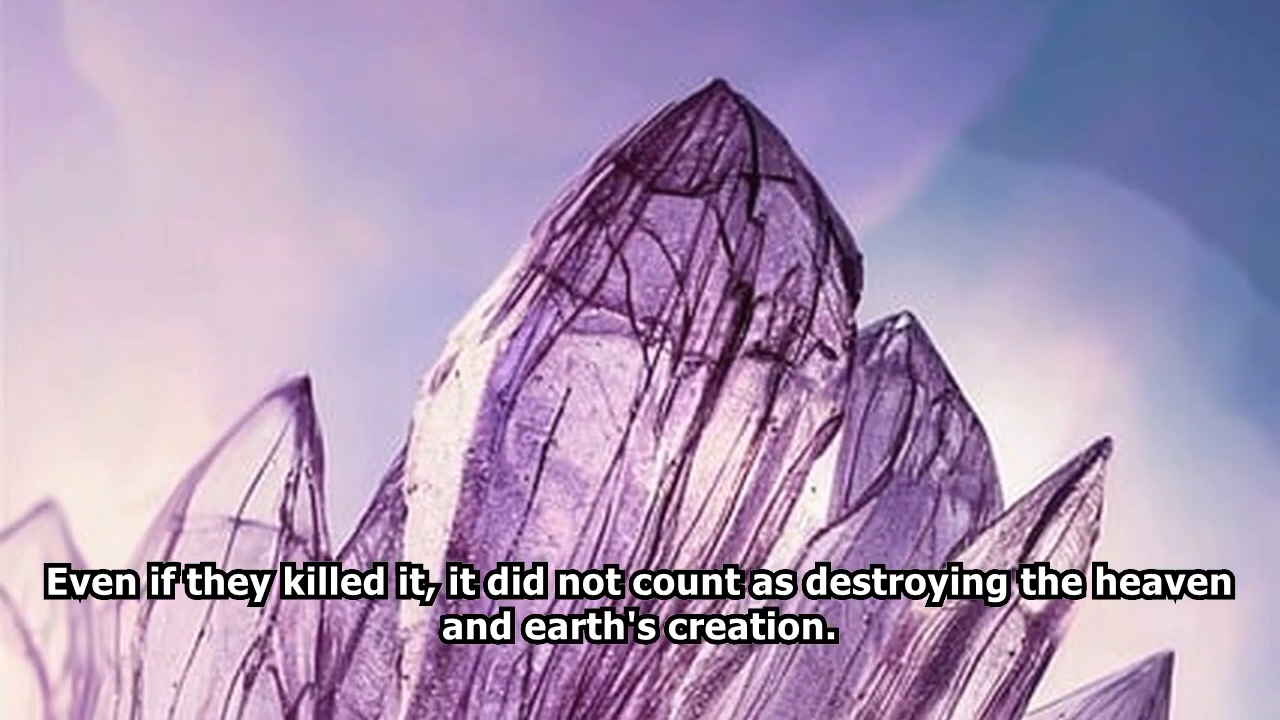 Even if they killed it, it did not count as destroying the heaven
and earth's creation.